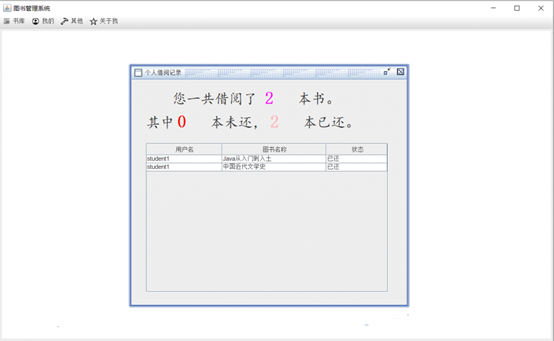 图书管理系统
书库 我的 其他 关于我
个人借阅记录
您一共借阅了 2 本书。
其中0 本未还，2 本已还。
用户名 图书名称 状态
student1 Java从入门到入土 已还
student1 中国近代文学史 已还